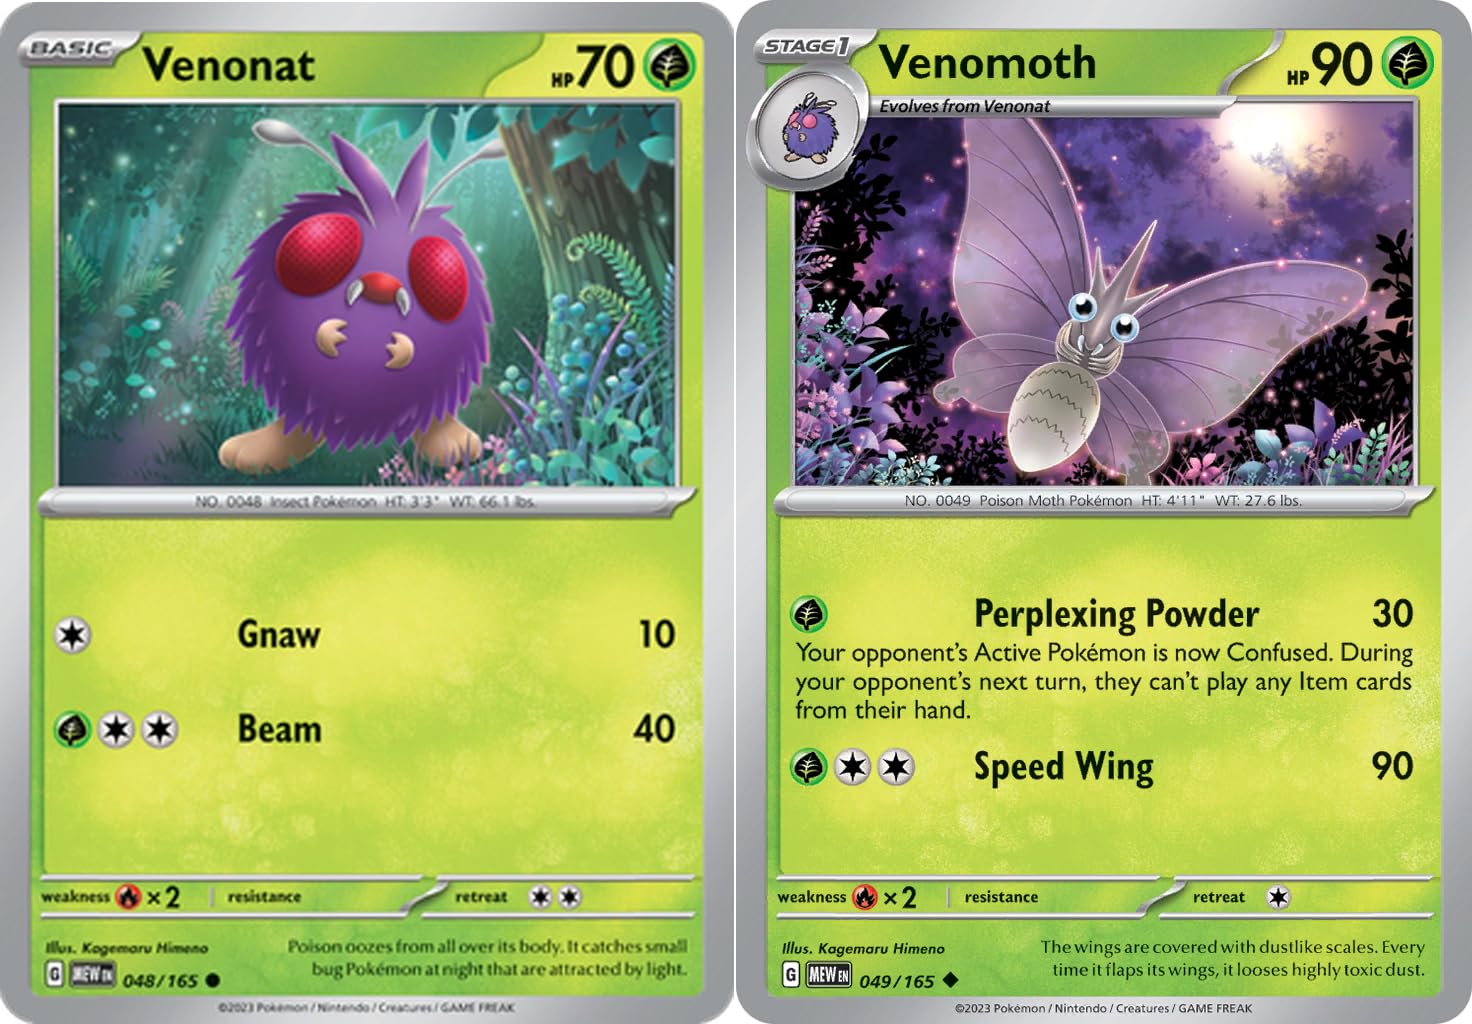 BASIC Venonat HP 70
NO. 0048 Insect Pokémon HT: 3'3" WT: 66.1 lbs.
Gnaw 10
Beam 40
weakness ×2 resistance retreat
Illus. Kagemaru Himeno
Poison oozes from all over its body. It catches small
bug Pokémon at night that are attracted by light.
G MEW EN 048/165
©2023 Pokémon / Nintendo / Creatures / GAME FREAK
STAGE 1 Venomoth HP 90
Evolves from Venonat
NO. 0049 Poison Moth Pokémon HT: 4'11" WT: 27.6 lbs.
Perplexing Powder 30
Your opponent's Active Pokémon is now Confused. During
your opponent's next turn, they can't play any Item cards
from their hand.
Speed Wing 90
weakness ×2 resistance retreat
Illus. Kagemaru Himeno
The wings are covered with dustlike scales. Every
time it flaps its wings, it looses highly toxic dust.
G MEW EN 049/165
©2023 Pokémon / Nintendo / Creatures / GAME FREAK